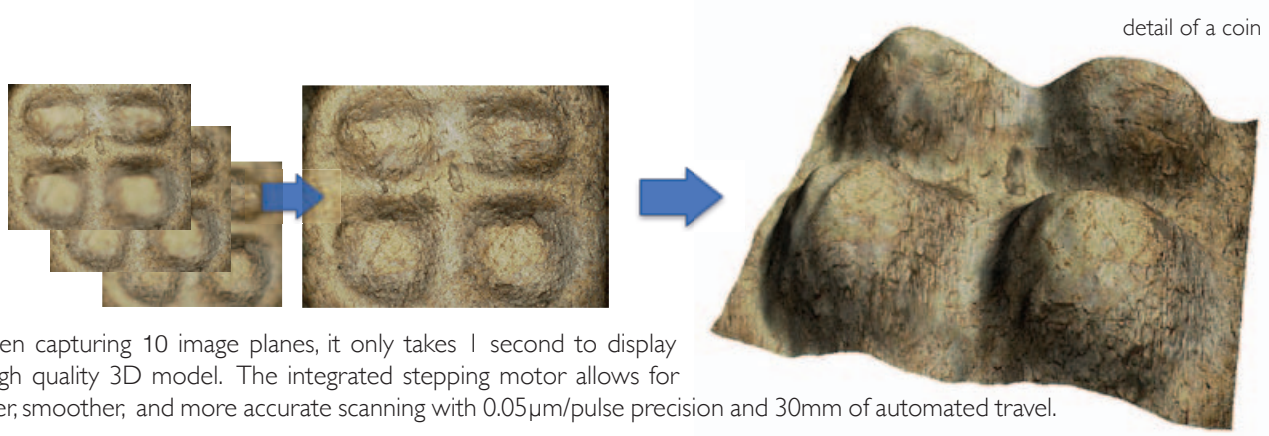 detail of a coin
en capturing 10 image planes, it only takes 1 second to display
gh quality 3D model. The integrated stepping motor allows for
er, smoother, and more accurate scanning with 0.05µm/pulse precision and 30mm of automated travel.